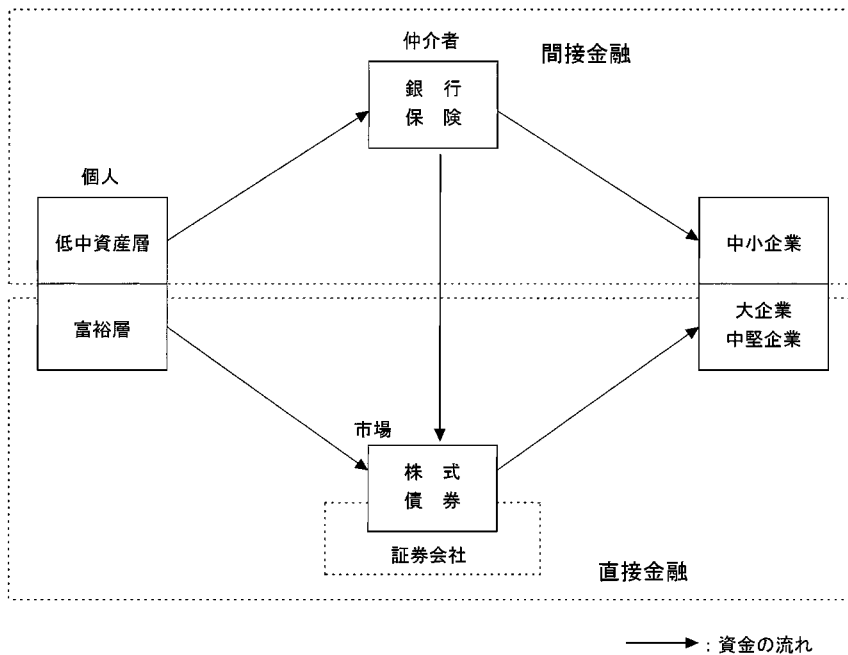 仲介者
間接金融
銀 行
保 険
個人
低中資産層
中小企業
富裕層
大企業
中堅企業
市場
株 式
債 券
証券会社
直接金融
：資金の流れ